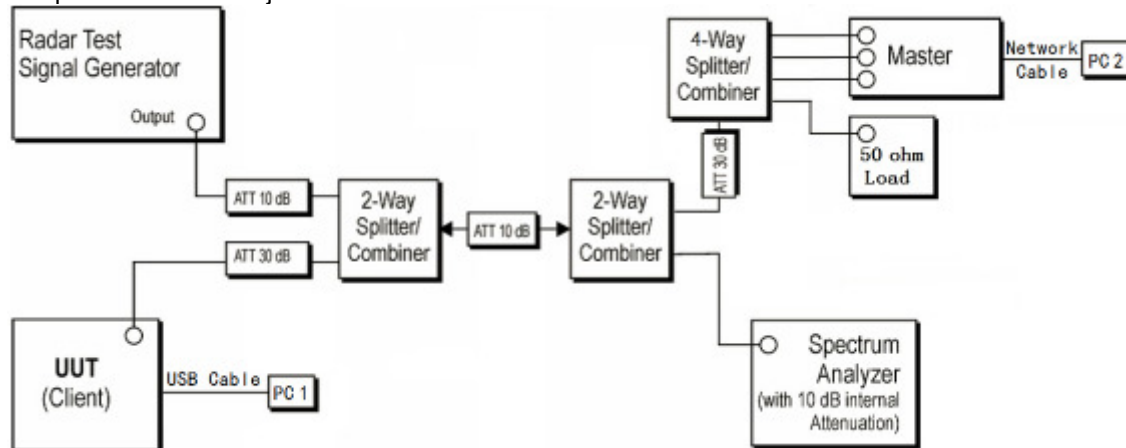 Radar Test
Signal Generator
Output
ATT 10 dB
ATT 30 dB
2-Way
Splitter/
Combiner
ATT 10 dB
2-Way
Splitter/
Combiner
ATT 30 dB
4-Way
Splitter/
Combiner
Master
Network
Cable
PC 2
50 ohm
Load
UUT
(Client)
USB Cable
PC 1
Spectrum
Analyzer
(with 10 dB internal
Attenuation)